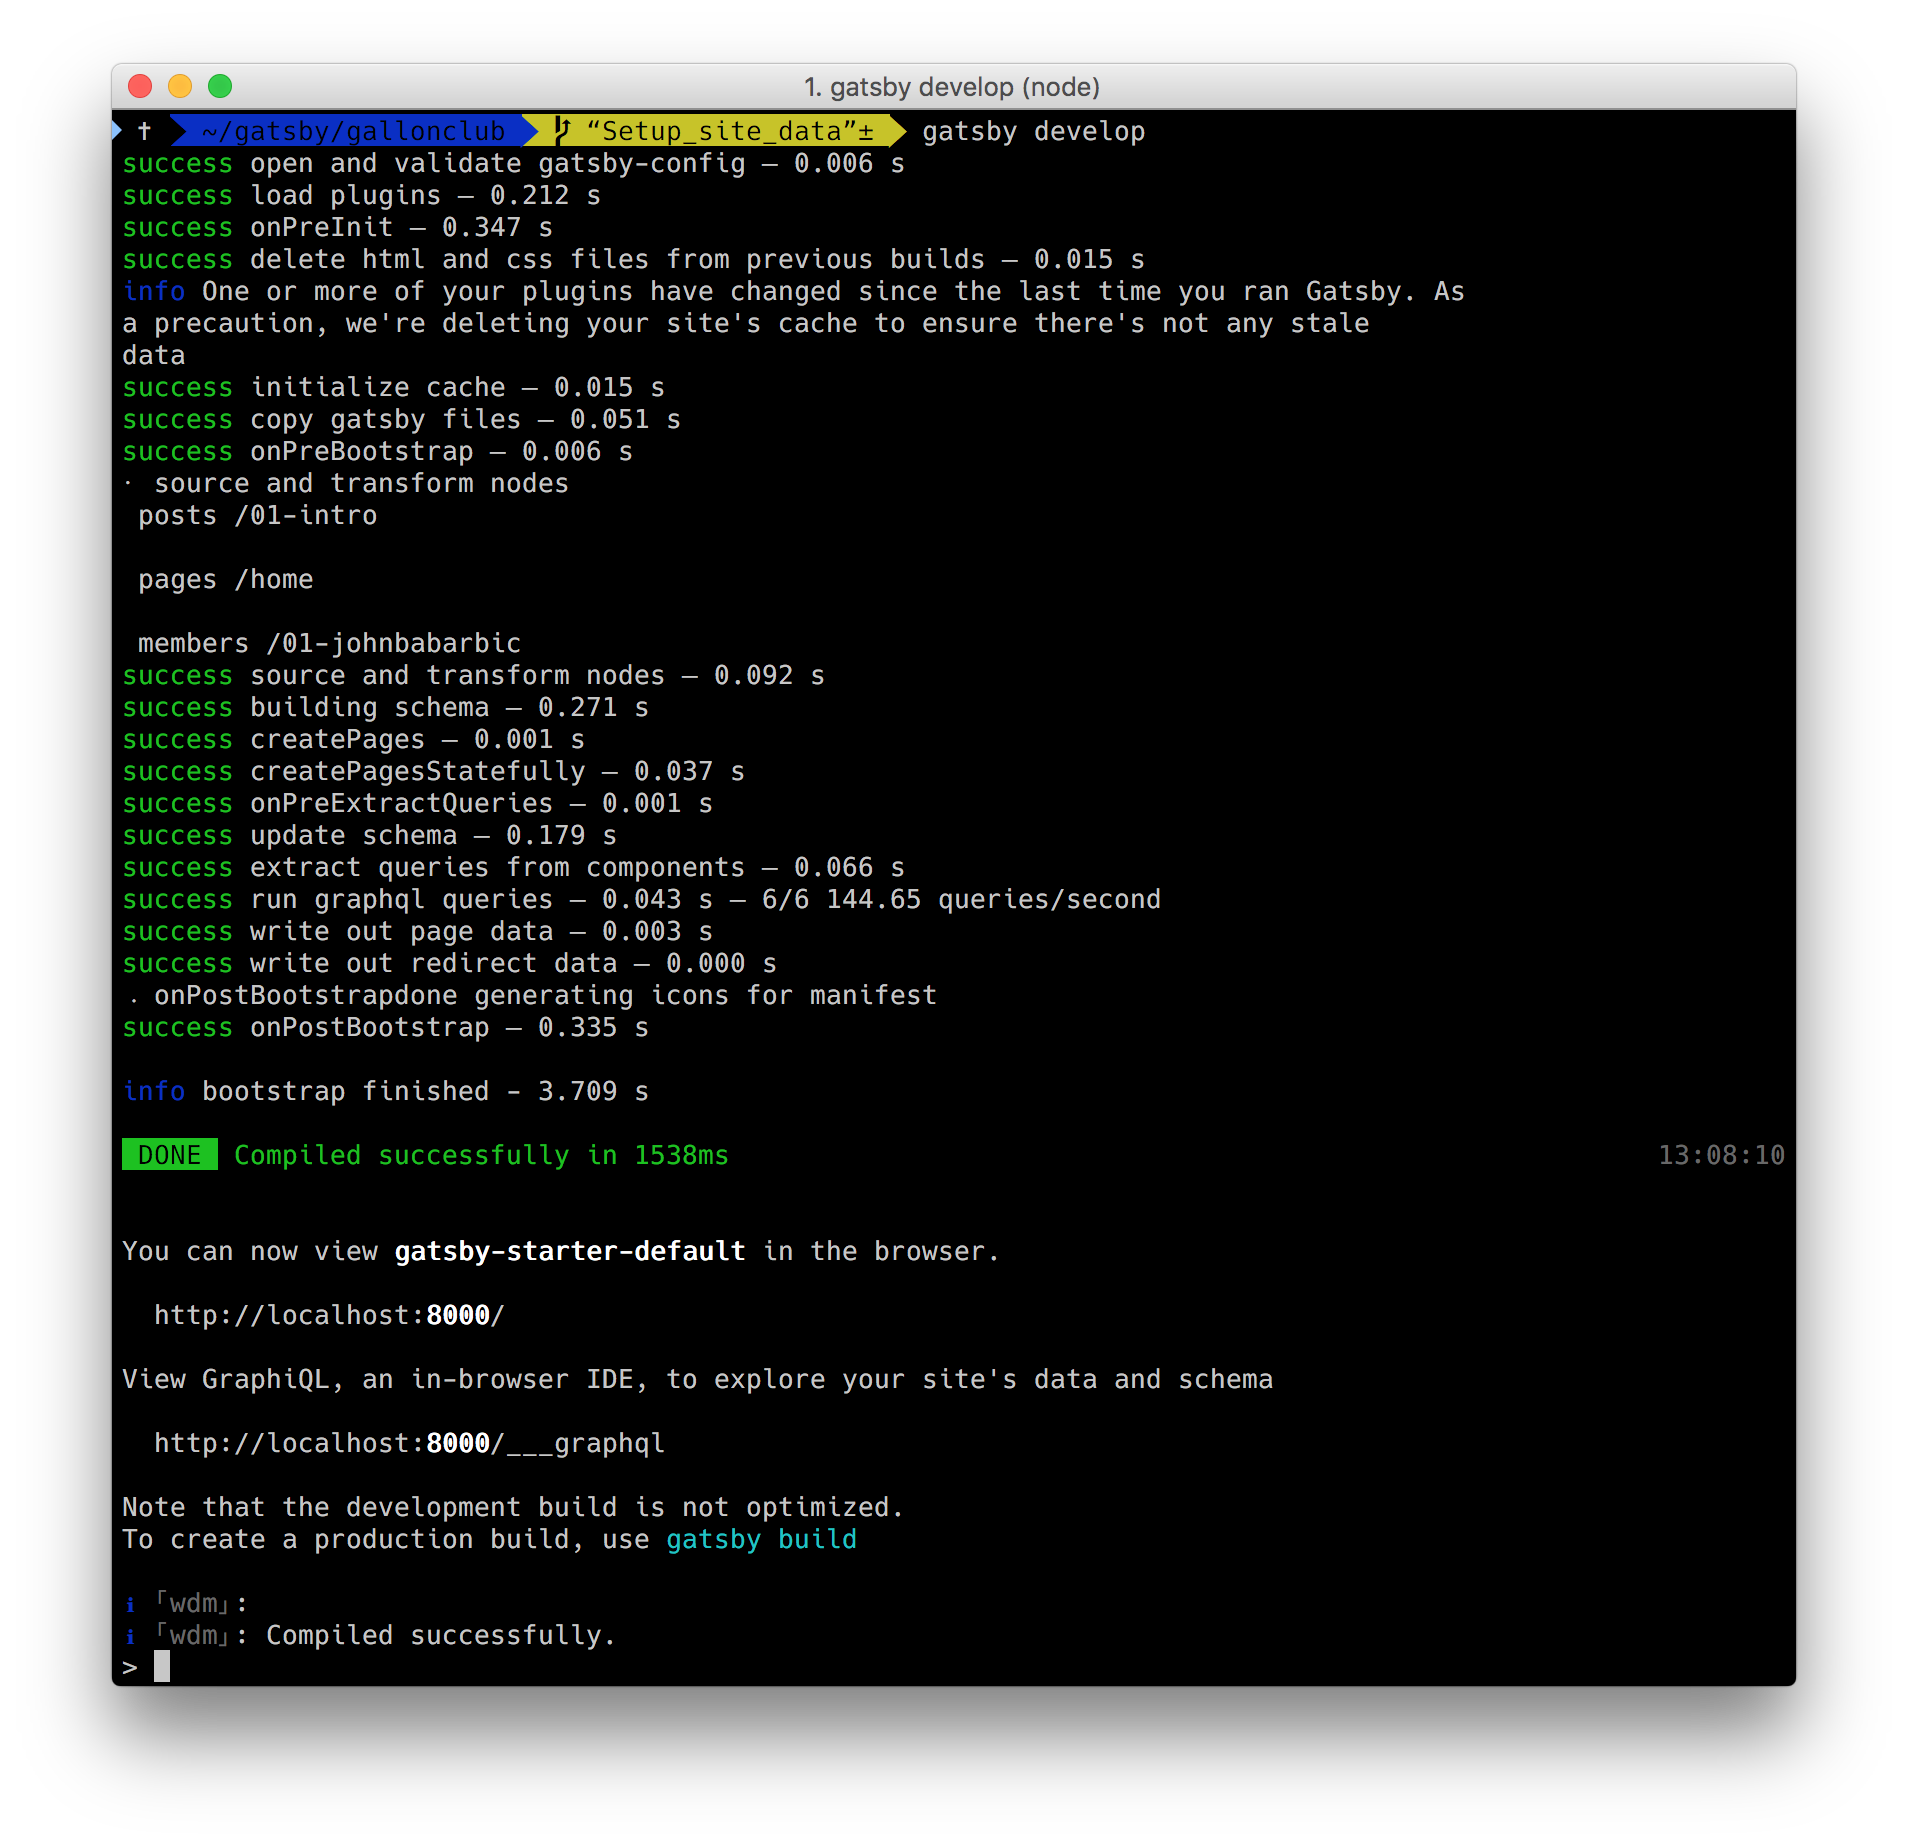 1. gatsby develop (node)
† ~/gatsby/gallonclub “Setup_site_data”± gatsby develop
success open and validate gatsby-config — 0.006 s
success load plugins — 0.212 s
success onPreInit — 0.347 s
success delete html and css files from previous builds — 0.015 s
info One or more of your plugins have changed since the last time you ran Gatsby. As
a precaution, we're deleting your site's cache to ensure there's not any stale
data
success initialize cache — 0.015 s
success copy gatsby files — 0.051 s
success onPreBootstrap — 0.006 s
⠁ source and transform nodes
posts /01-intro
pages /home
members /01-johnbabarbic
success source and transform nodes — 0.092 s
success building schema — 0.271 s
success createPages — 0.001 s
success createPagesStatefully — 0.037 s
success onPreExtractQueries — 0.001 s
success update schema — 0.179 s
success extract queries from components — 0.066 s
success run graphql queries — 0.043 s — 6/6 144.65 queries/second
success write out page data — 0.003 s
success write out redirect data — 0.000 s
⢀ onPostBootstrapdone generating icons for manifest
success onPostBootstrap — 0.335 s
info bootstrap finished - 3.709 s
DONE Compiled successfully in 1538ms 13:08:10
You can now view gatsby-starter-default in the browser.
http://localhost:8000/
View GraphiQL, an in-browser IDE, to explore your site's data and schema
http://localhost:8000/___graphql
Note that the development build is not optimized.
To create a production build, use gatsby build
ℹ ｢wdm｣:
ℹ ｢wdm｣: Compiled successfully.
>